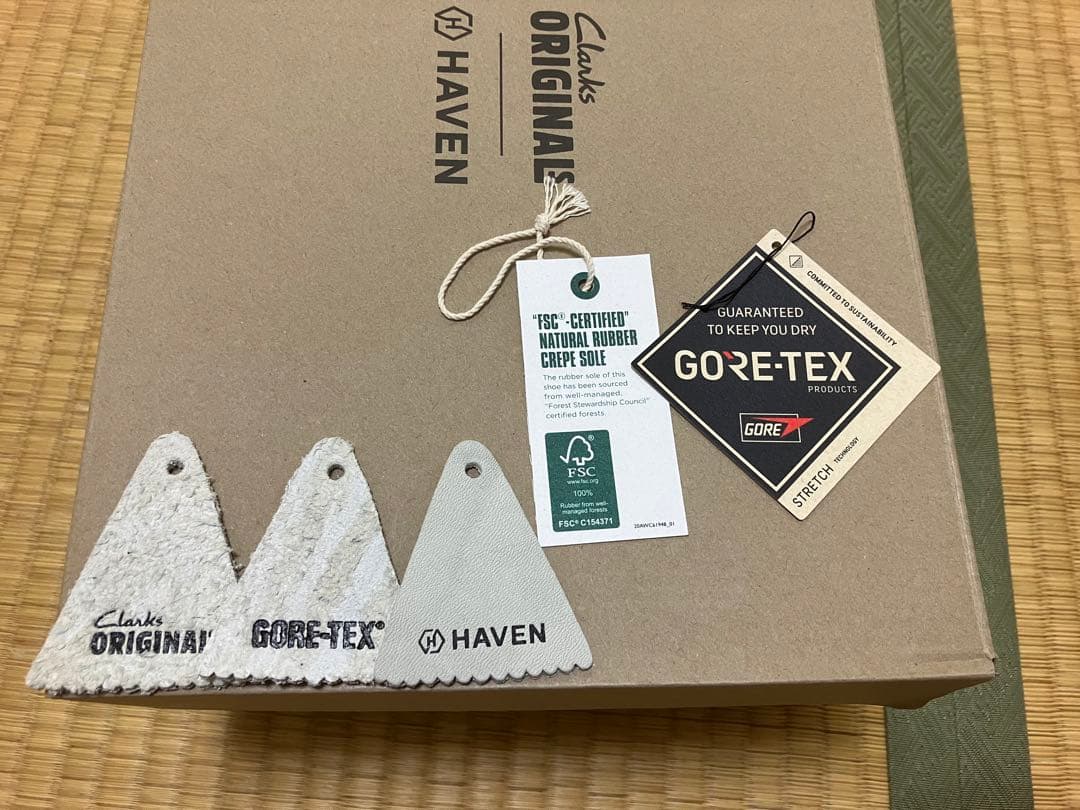 Clarks
ORIGINALS
HAVEN
"FSC®-CERTIFIED"
NATURAL RUBBER
CREPE SOLE
The rubber sole of this
shoe has been sourced
from well-managed,
"Forest Stewardship Council"
certified forests.
FSC
www.fsc.org
100%
Rubber from well-
managed forests
FSC® C154371
20AWC6194B_01
COMMITTED TO SUSTAINABILITY
GUARANTEED
TO KEEP YOU DRY
GORE-TEX
PRODUCTS
GORE
STRETCH TECHNOLOGY
Clarks
ORIGINAL
GORE-TEX®
HAVEN